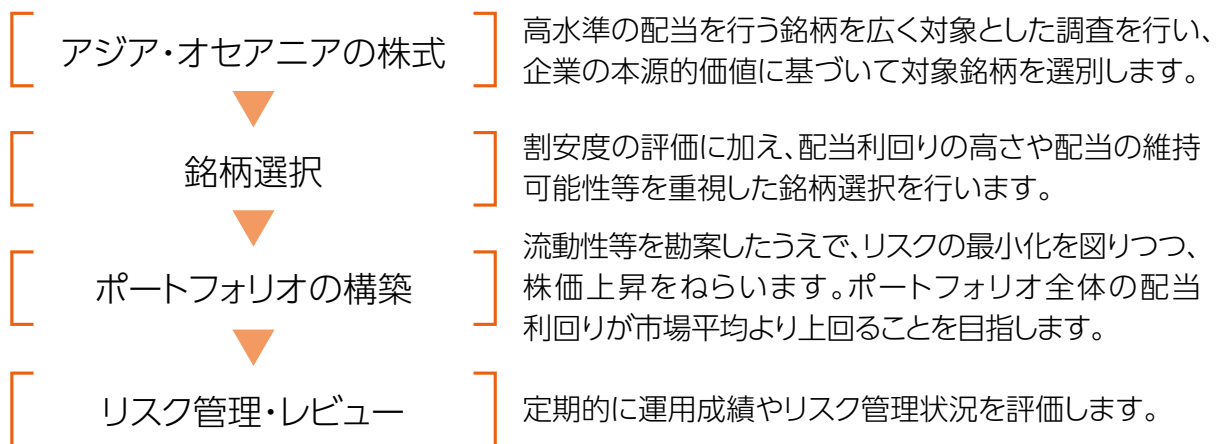 アジア・オセアニアの株式
高水準の配当を行う銘柄を広く対象とした調査を行い、
企業の本源的価値に基づいて対象銘柄を選別します。
銘柄選択
割安度の評価に加え、配当利回りの高さや配当の維持
可能性等を重視した銘柄選択を行います。
ポートフォリオの構築
流動性等を勘案したうえで、リスクの最小化を図りつつ、
株価上昇をねらいます。ポートフォリオ全体の配当
利回りが市場平均より上回ることを目指します。
リスク管理・レビュー
定期的に運用成績やリスク管理状況を評価します。